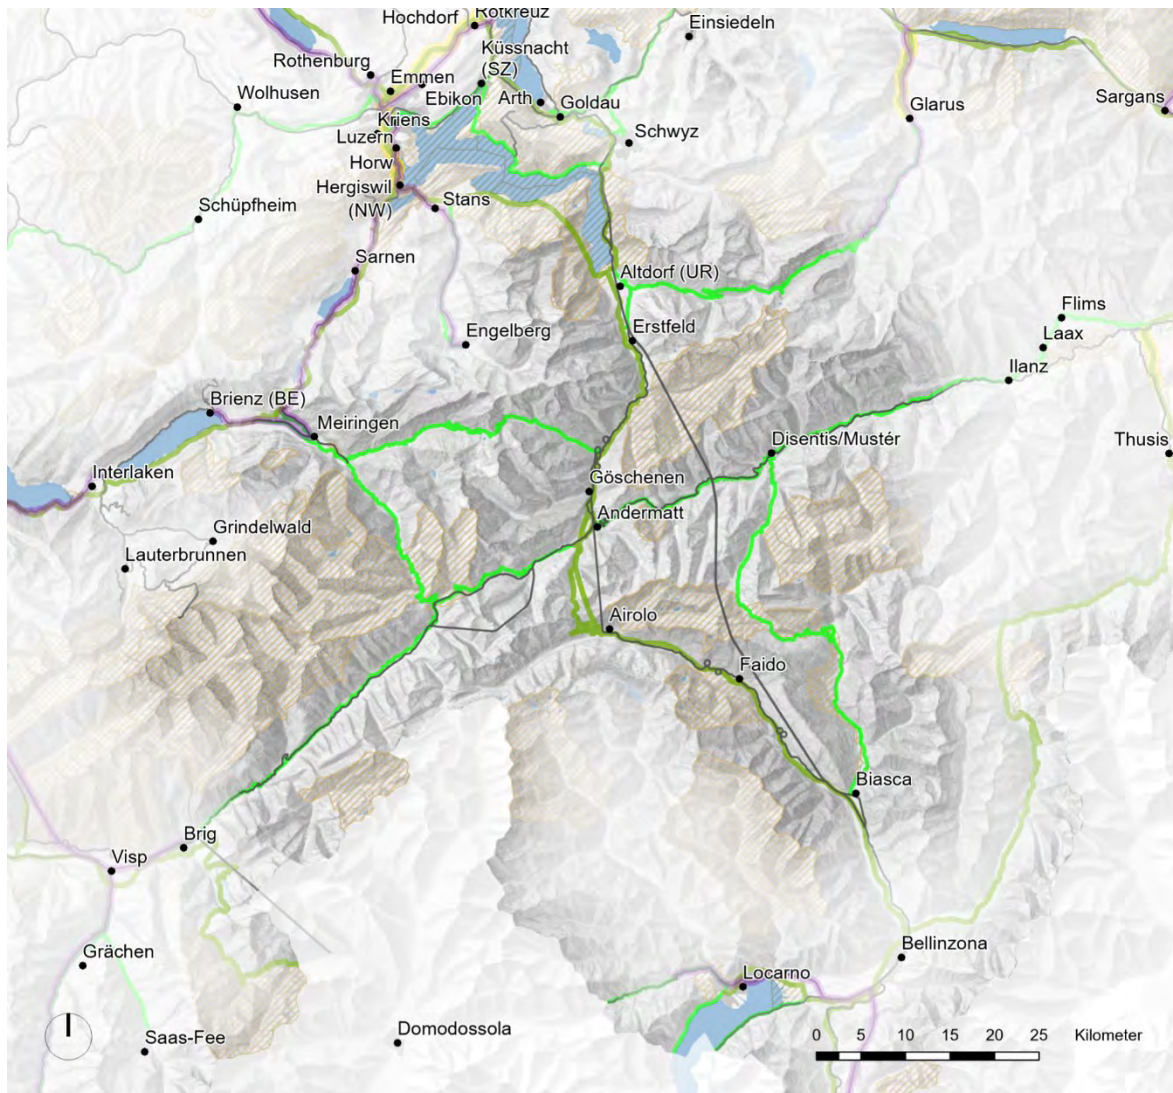 Hochdorf
Rotkreuz
Einsiedeln
Küssnacht
(SZ)
Rothenburg
Emmen
Ebikon
Arth
Goldau
Wolhusen
Glarus
Sargans
Kriens
Luzern
Schwyz
Horw
Hergiswil
(NW)
Stans
Schüpfheim
Sarnen
Altdorf (UR)
Flims
Erstfeld
Engelberg
Laax
Ilanz
Brienz (BE)
Meiringen
Disentis/Mustér
Thusis
Interlaken
Göschenen
Andermatt
Grindelwald
Lauterbrunnen
Airolo
Faido
Biasca
Brig
Visp
Bellinzona
Grächen
Locarno
Domodossola
Saas-Fee
0 5 10 15 20 25 Kilometer